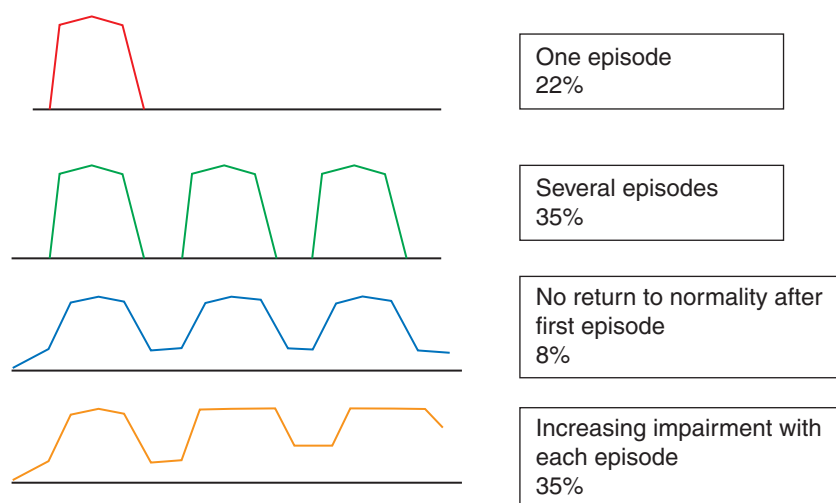 One episode
22%
Several episodes
35%
No return to normality after
first episode
8%
Increasing impairment with
each episode
35%